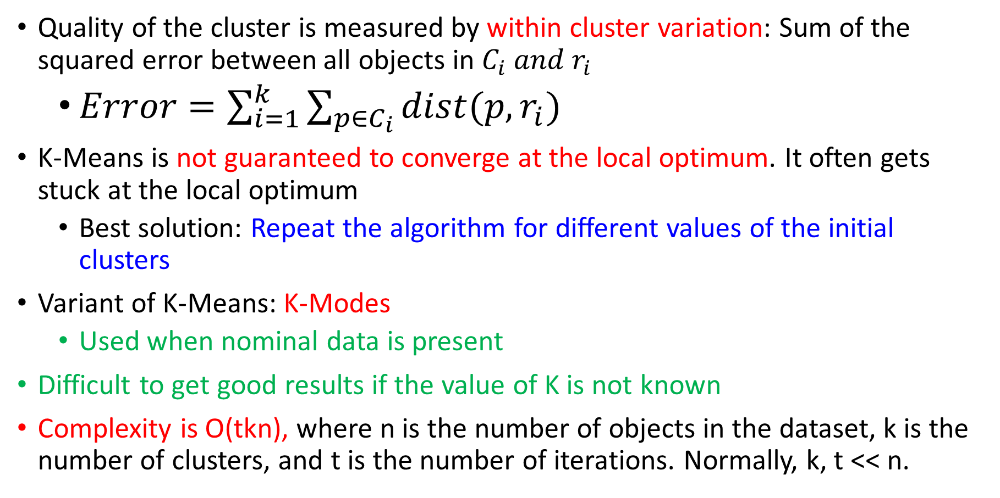 • Quality of the cluster is measured by within cluster variation: Sum of the
squared error between all objects in C_i and r_i
• Error = ∑_{i=1}^{k} ∑_{p∈C_i} dist(p, r_i)
• K-Means is not guaranteed to converge at the local optimum. It often gets
stuck at the local optimum
• Best solution: Repeat the algorithm for different values of the initial
clusters
• Variant of K-Means: K-Modes
• Used when nominal data is present
• Difficult to get good results if the value of K is not known
• Complexity is O(tkn), where n is the number of objects in the dataset, k is the
number of clusters, and t is the number of iterations. Normally, k, t << n.